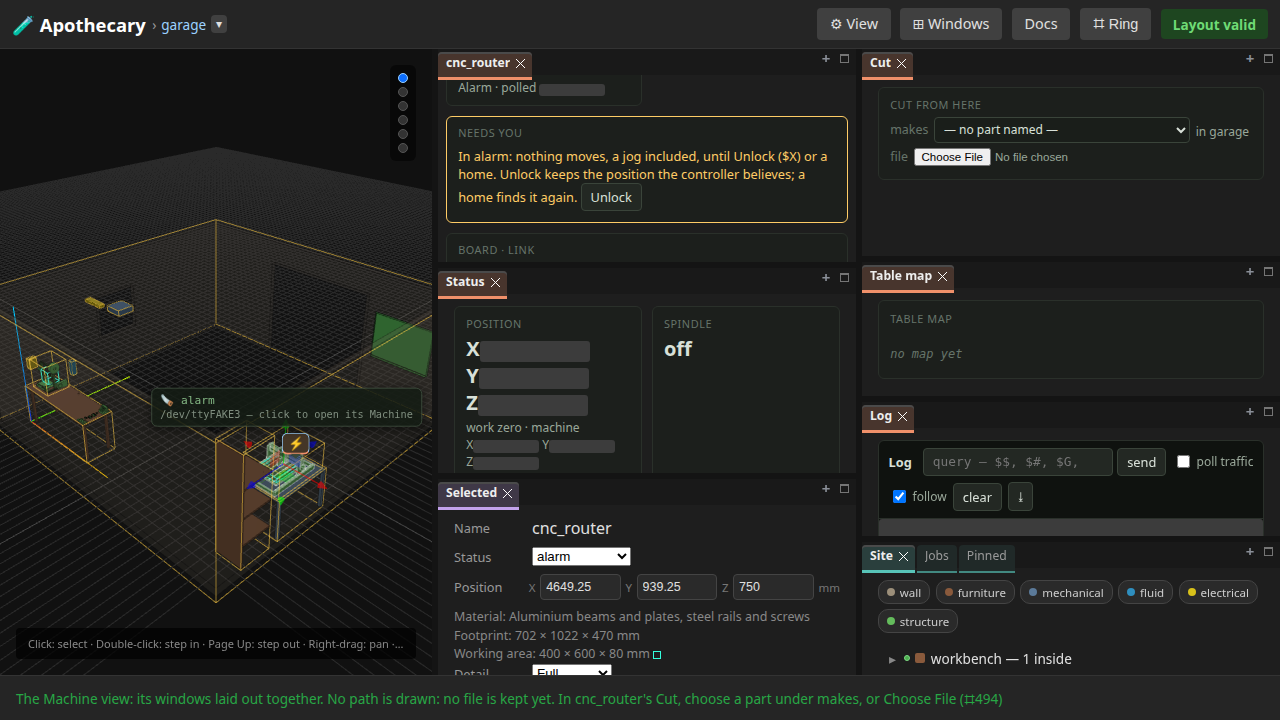 Apothecary › garage ▾
⚙ View
⊞ Windows
Docs
⌗ Ring
Layout valid
alarm
/dev/ttyFAKE3 — click to open its Machine
Click: select · Double-click: step in · Page Up: step out · Right-drag: pan ·…
cnc_router
Alarm · polled
NEEDS YOU
In alarm: nothing moves, a jog included, until Unlock ($X) or a
home. Unlock keeps the position the controller believes; a
home finds it again. Unlock
BOARD · LINK
Status
POSITION
X
Y
Z
work zero · machine
X Y
Z
SPINDLE
off
Selected
Name cnc_router
Status alarm
Position X 4649.25 Y 939.25 Z 750 mm
Material: Aluminium beams and plates, steel rails and screws
Footprint: 702 × 1022 × 470 mm
Working area: 400 × 600 × 80 mm
Detail Full
Cut
CUT FROM HERE
makes — no part named — in garage
file Choose File No file chosen
Table map
TABLE MAP
no map yet
Log
Log query — $$, $#, $G, send poll traffic
follow clear
Site Jobs Pinned
wall furniture mechanical fluid electrical
structure
workbench — 1 inside
The Machine view: its windows laid out together. No path is drawn: no file is kept yet. In cnc_router's Cut, choose a part under makes, or Choose File (⌗494)